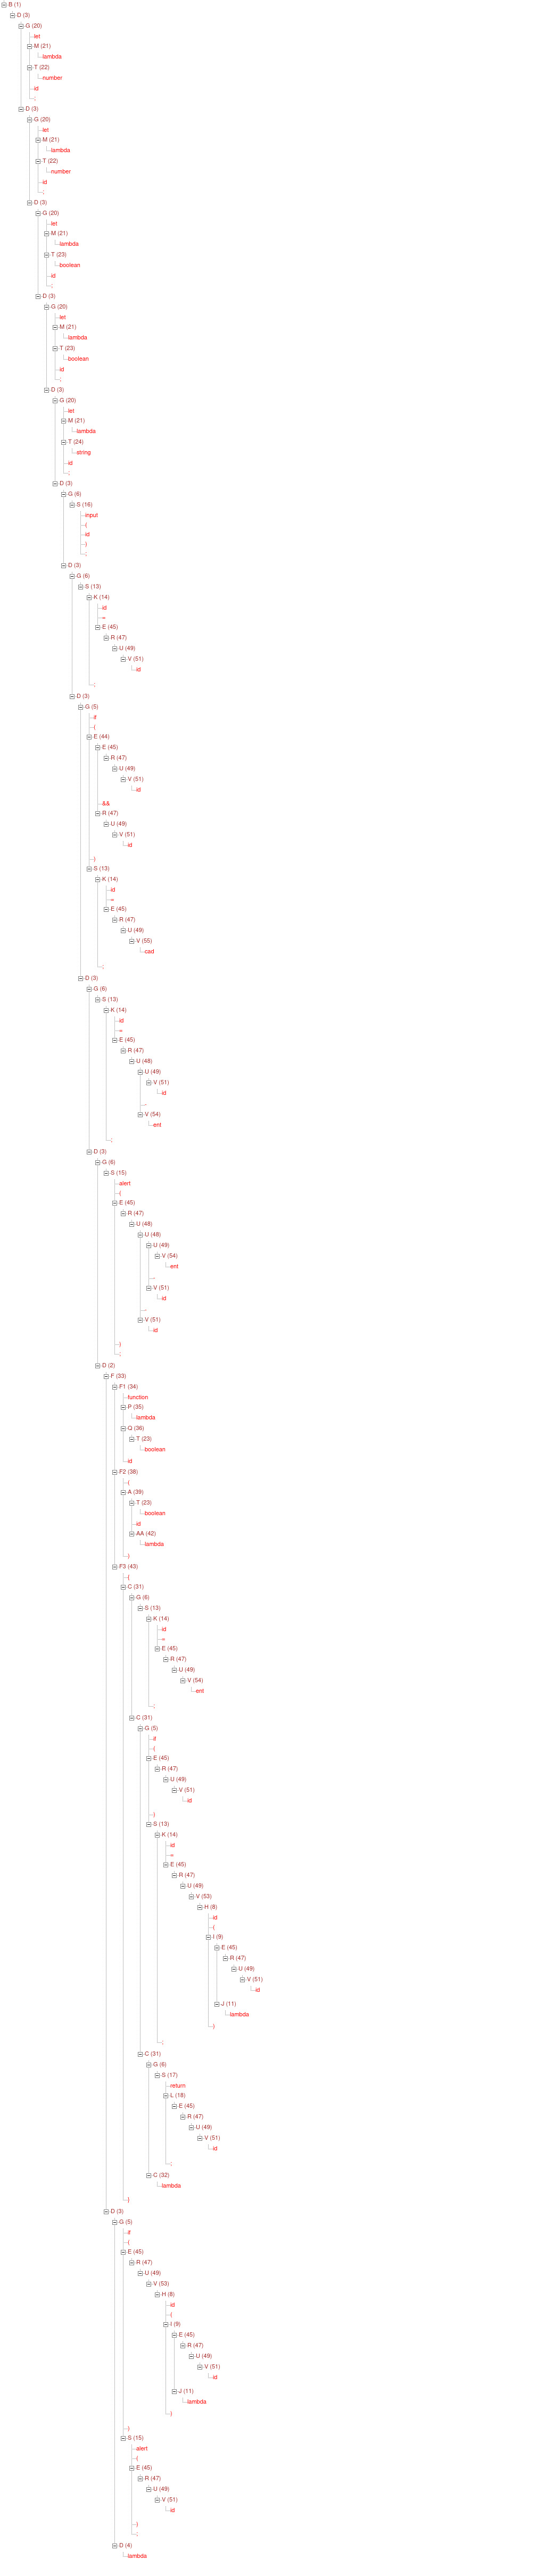 B (1)
D (3)
G (20)
let
M (21)
lambda
T (22)
number
id
;
D (3)
G (20)
let
M (21)
lambda
T (22)
number
id
;
D (3)
G (20)
let
M (21)
lambda
T (23)
boolean
id
;
D (3)
G (20)
let
M (21)
lambda
T (23)
boolean
id
;
D (3)
G (20)
let
M (21)
lambda
T (24)
string
id
;
D (3)
G (6)
S (16)
input
(
id
)
;
D (3)
G (6)
S (13)
K (14)
id
=
E (45)
R (47)
U (49)
V (51)
id
;
D (3)
G (5)
if
(
E (44)
E (45)
R (47)
U (49)
V (51)
id
&&
R (47)
U (49)
V (51)
id
)
S (13)
K (14)
id
=
E (45)
R (47)
U (49)
V (55)
cad
;
D (3)
G (6)
S (13)
K (14)
id
=
E (45)
R (47)
U (48)
U (49)
V (51)
id
-
V (54)
ent
;
D (3)
G (6)
S (15)
alert
(
E (45)
R (47)
U (48)
U (48)
U (49)
V (54)
ent
-
V (51)
id
-
V (51)
id
)
;
D (2)
F (33)
F1 (34)
function
P (35)
lambda
Q (36)
T (23)
boolean
id
F2 (38)
(
A (39)
T (23)
boolean
id
AA (42)
lambda
)
F3 (43)
{
C (31)
G (6)
S (13)
K (14)
id
=
E (45)
R (47)
U (49)
V (54)
ent
;
C (31)
G (5)
if
(
E (45)
R (47)
U (49)
V (51)
id
)
S (13)
K (14)
id
=
E (45)
R (47)
U (49)
V (53)
H (8)
id
(
I (9)
E (45)
R (47)
U (49)
V (51)
id
J (11)
lambda
)
;
C (31)
G (6)
S (17)
return
L (18)
E (45)
R (47)
U (49)
V (51)
id
;
C (32)
lambda
}
D (3)
G (5)
if
(
E (45)
R (47)
U (49)
V (53)
H (8)
id
(
I (9)
E (45)
R (47)
U (49)
V (51)
id
J (11)
lambda
)
)
S (15)
alert
(
E (45)
R (47)
U (49)
V (51)
id
)
;
D (4)
lambda